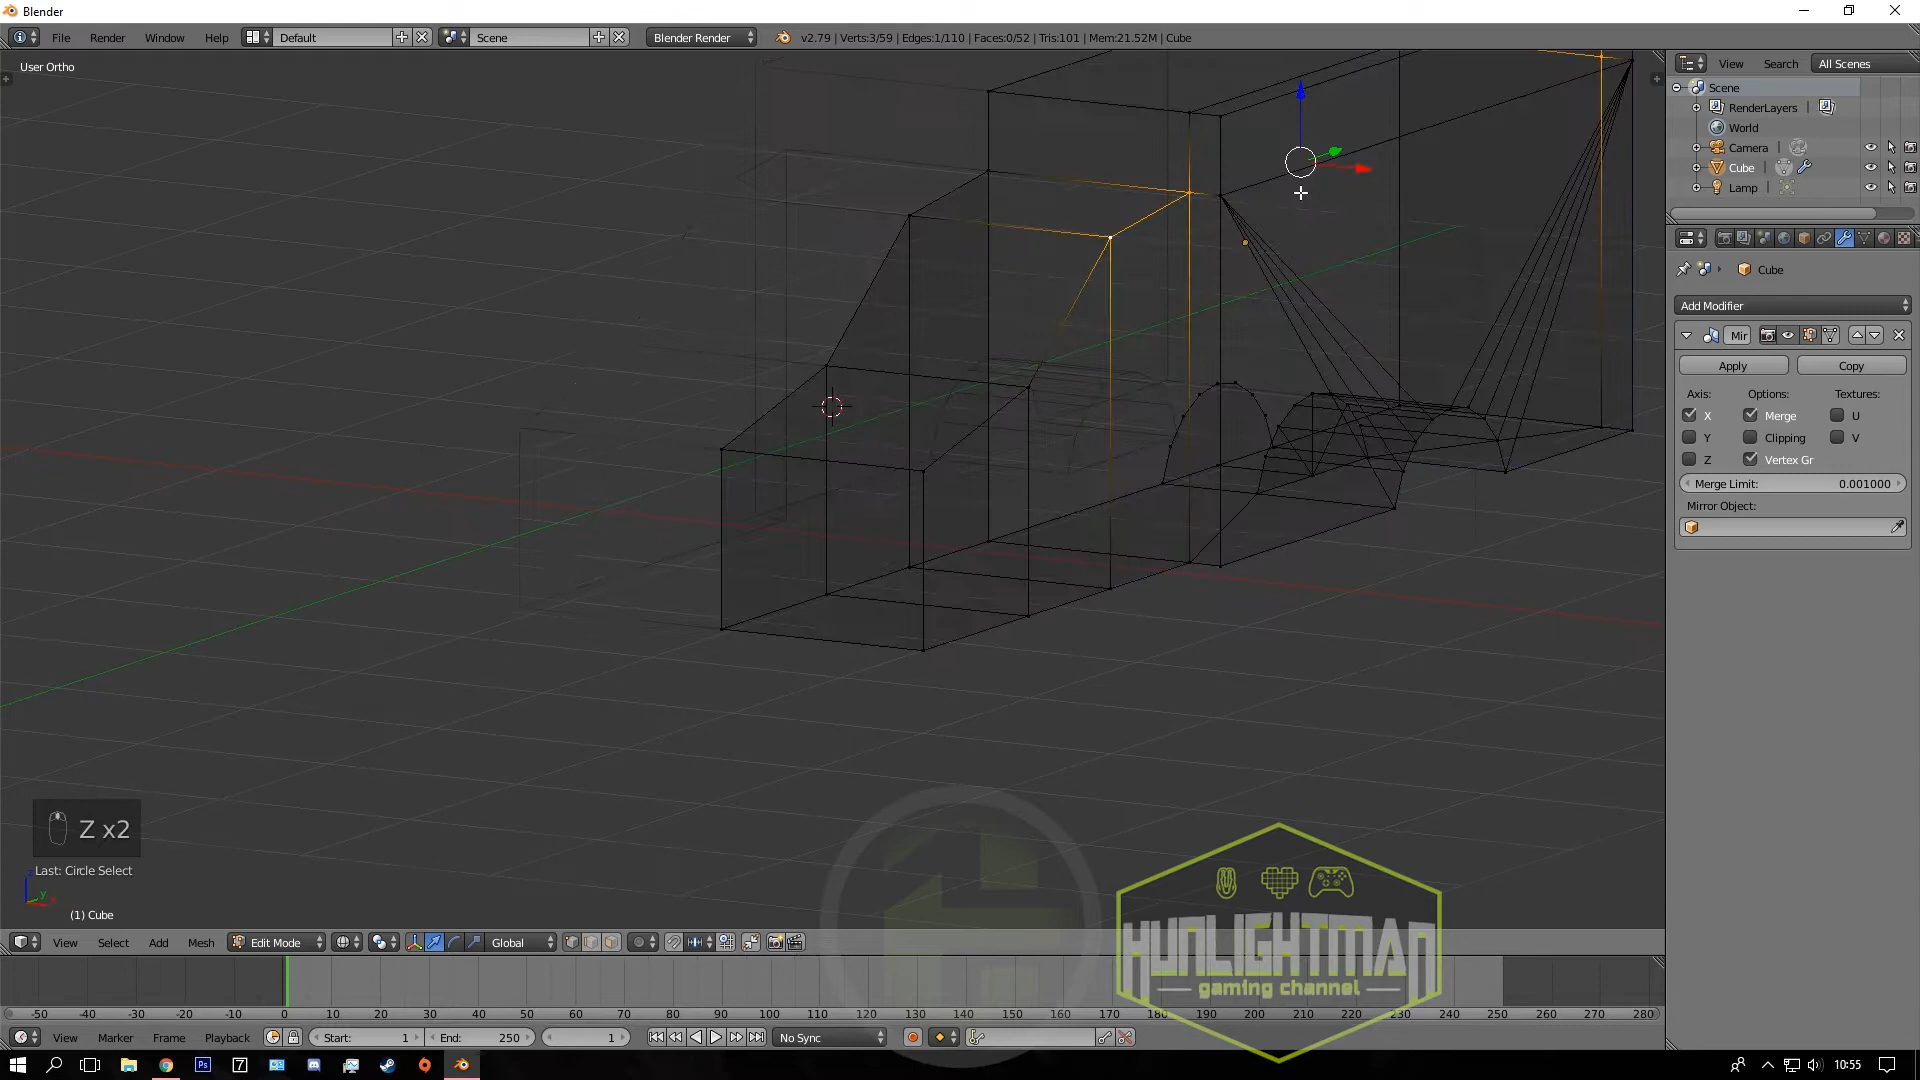 Blender
File Render Window Help Default Scene Blender Render v2.79 | Verts:3/59 | Edges:1/110 | Faces:0/52 | Tris:101 | Mem:21.52M | Cube
User Ortho
View Search All Scenes
Scene
RenderLayers
World
Camera
Cube
Lamp
Cube
Add Modifier
Mir
Apply Copy
Axis: Options: Textures:
X Merge U
Y Clipping V
Z Vertex Gr
Merge Limit: 0.001000
Mirror Object:
Z x2
Last: Circle Select
z
y
(1) Cube
View Select Add Mesh Edit Mode Global
HUNLIGHTMAN
gaming channel
-50 -40 -30 -20 -10 0 10 20 30 40 50 60 70 80 90 100 110 120 130 140 150 160 170 180 190 200 210 220 230 240 250 260 270 280
View Marker Frame Playback Start: 1 End: 250 1 No Sync
Ps 7 10:55